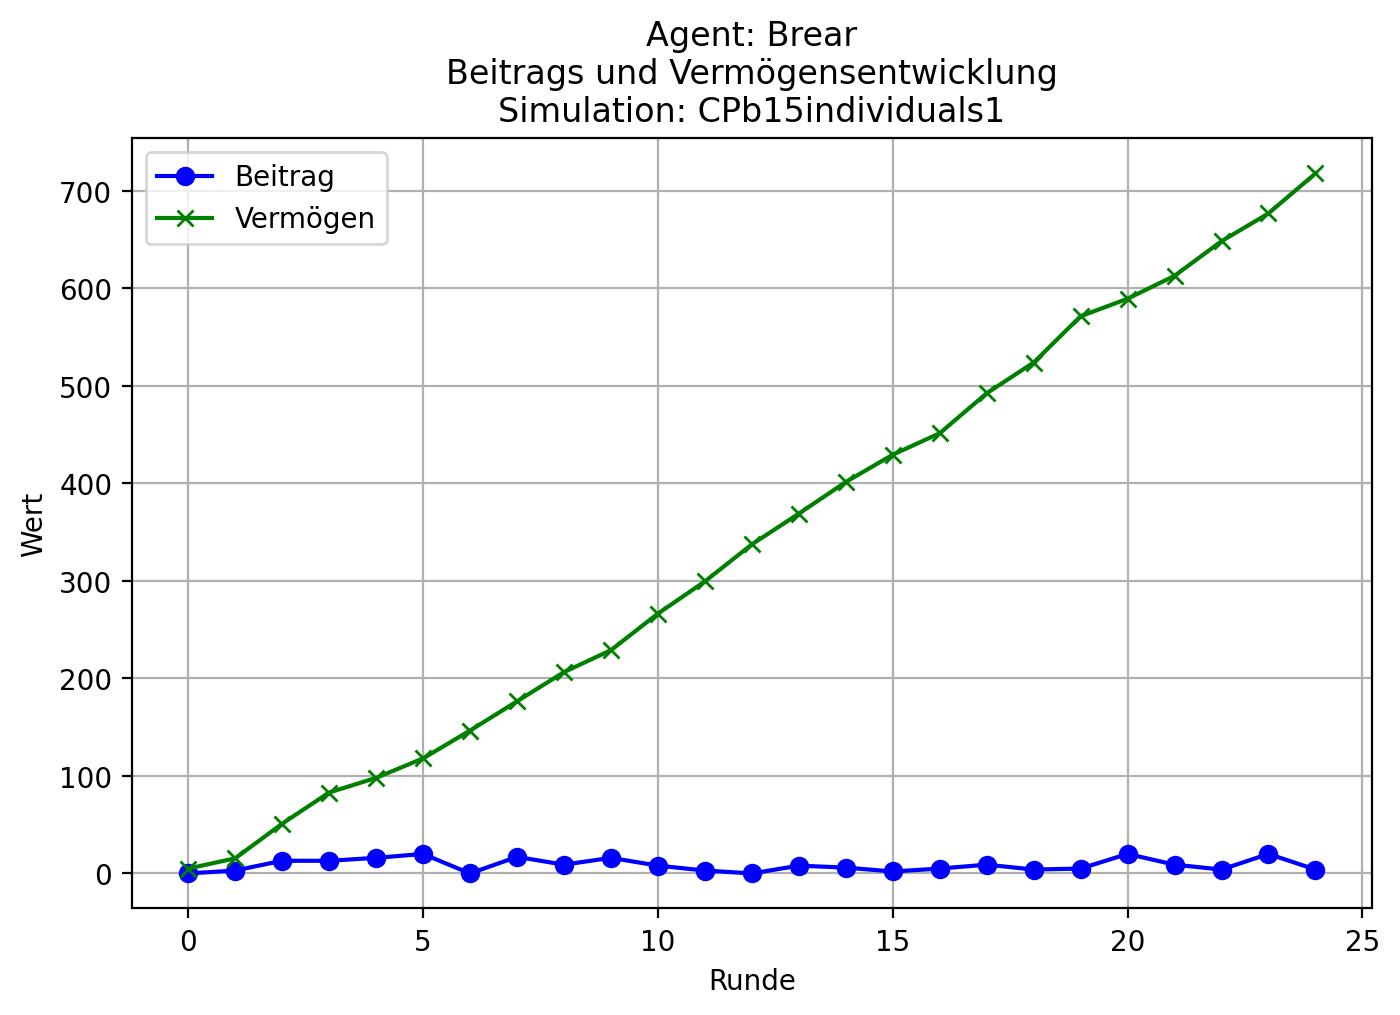 Agent: Brear
Beitrags und Vermögensentwicklung
Simulation: CPb15individuals1
Beitrag
Vermögen
700
600
500
400
300
200
100
0
Wert
0 5 10 15 20 25
Runde